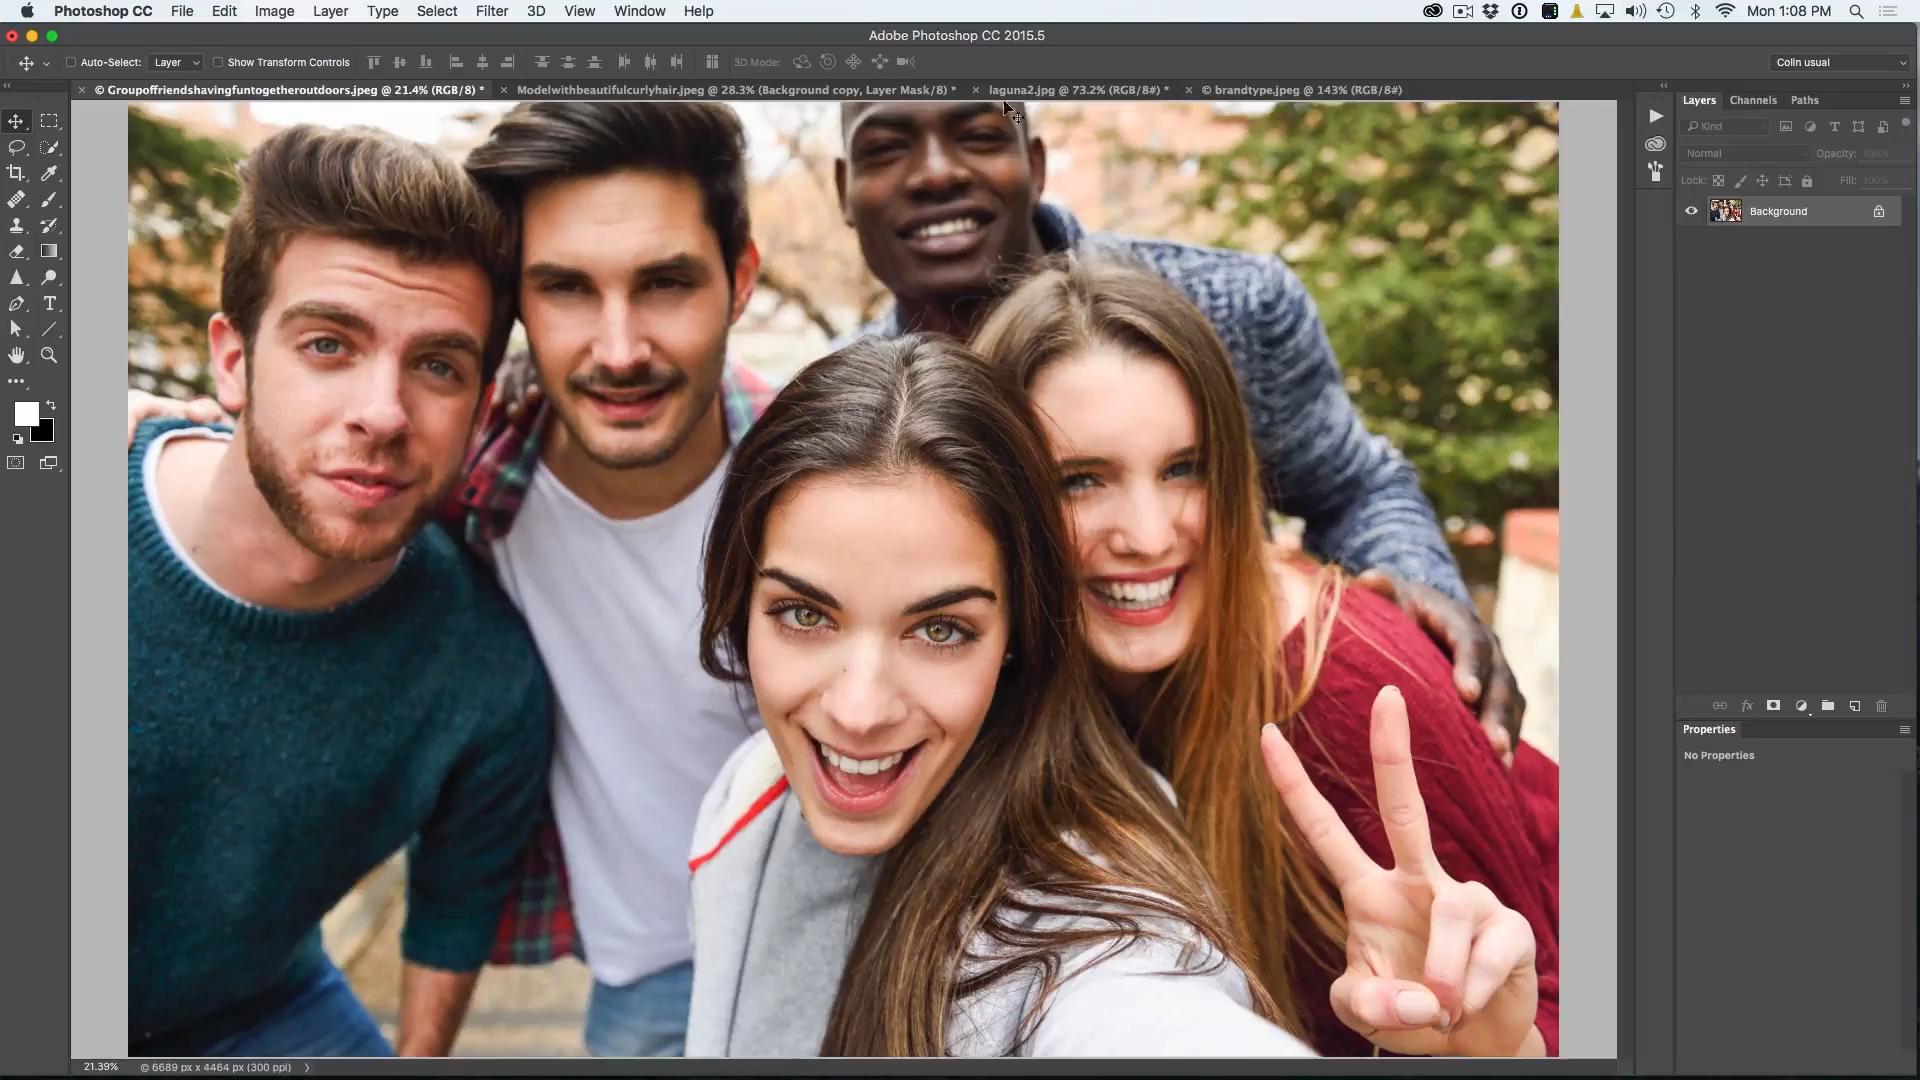 Photoshop CC File Edit Image Layer Type Select Filter 3D View Window Help Mon 1:08 PM
Adobe Photoshop CC 2015.5
Auto-Select: Layer Show Transform Controls 3D Mode: Colin usual
© Groupoffriendshavingfuntogetheroutdoors.jpeg @ 21.4% (RGB/8) * Modelwithbeautifulcurlyhair.jpeg @ 28.3% (Background copy, Layer Mask/8) * laguna2.jpg @ 73.2% (RGB/8#) * © brandtype.jpeg @ 143% (RGB/8#)
Layers Channels Paths
Kind
Normal Opacity: 100%
Lock: Fill: 100%
Background
fx
Properties
No Properties
21.39% © 6689 px x 4464 px (300 ppi)